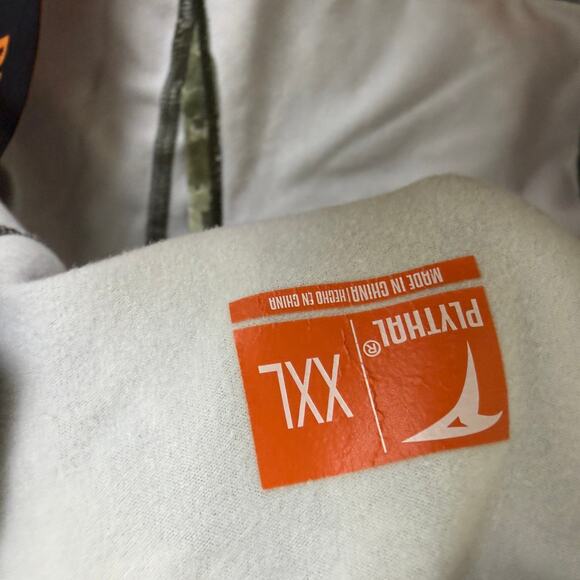 PLYTHAL®
XXL
MADE IN CHINA | HECHO EN CHINA